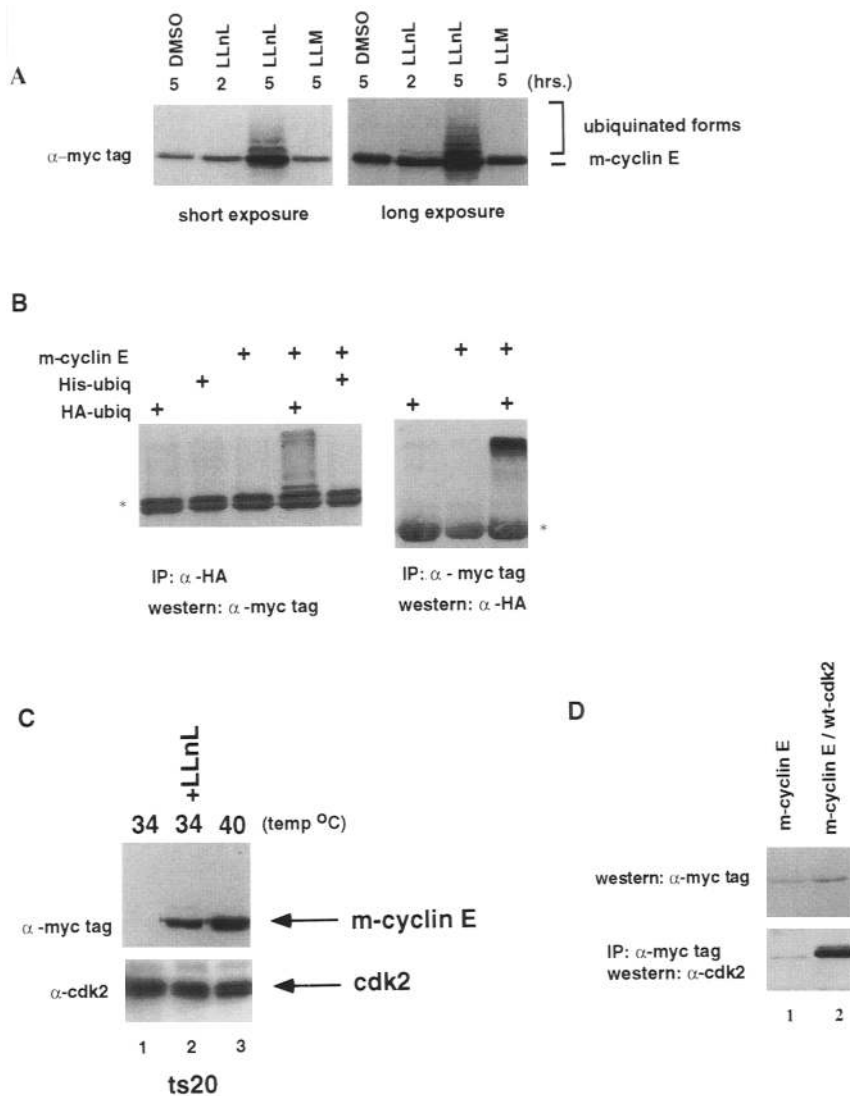 A
DMSO LLnL LLnL LLM DMSO LLnL LLnL LLM
5 2 5 5 5 2 5 5 (hrs.)
ubiquinated forms
α-myc tag
m-cyclin E
short exposure long exposure
B
m-cyclin E + + + + +
His-ubiq + +
HA-ubiq + + + +
* *
IP: α-HA IP: α-myc tag
western: α-myc tag western: α-HA
C
+LLnL
34 34 40 (temp °C)
α-myc tag m-cyclin E
α-cdk2 cdk2
1 2 3
ts20
D
m-cyclin E m-cyclin E / wt-cdk2
western: α-myc tag
IP: α-myc tag
western: α-cdk2
1 2